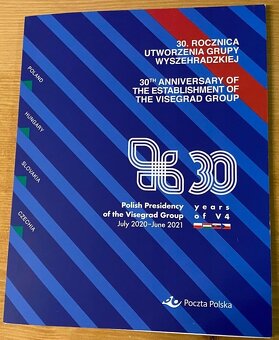 30. ROCZNICA
UTWORZENIA GRUPY
WYSZEHRADZKIEJ
30TH ANNIVERSARY OF
THE ESTABLISHMENT OF
THE VISEGRAD GROUP
POLAND
HUNGARY
SLOVAKIA
CZECHIA
30
Polish Presidency
of the Visegrad Group
July 2020–June 2021
years
of V4
Poczta Polska